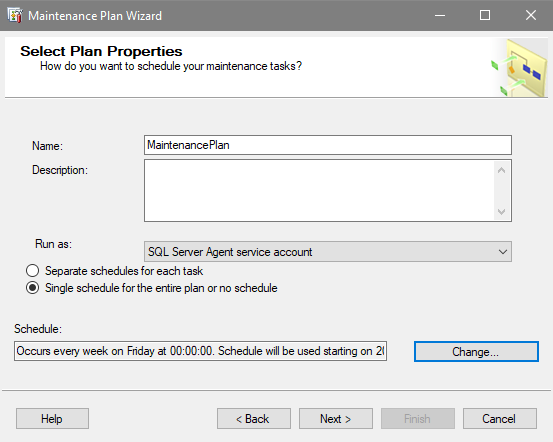 Maintenance Plan Wizard
Select Plan Properties
How do you want to schedule your maintenance tasks?
Name:
MaintenancePlan
Description:
Run as:
SQL Server Agent service account
Separate schedules for each task
Single schedule for the entire plan or no schedule
Schedule:
Occurs every week on Friday at 00:00:00. Schedule will be used starting on
Change...
Help
< Back
Next >
Finish
Cancel